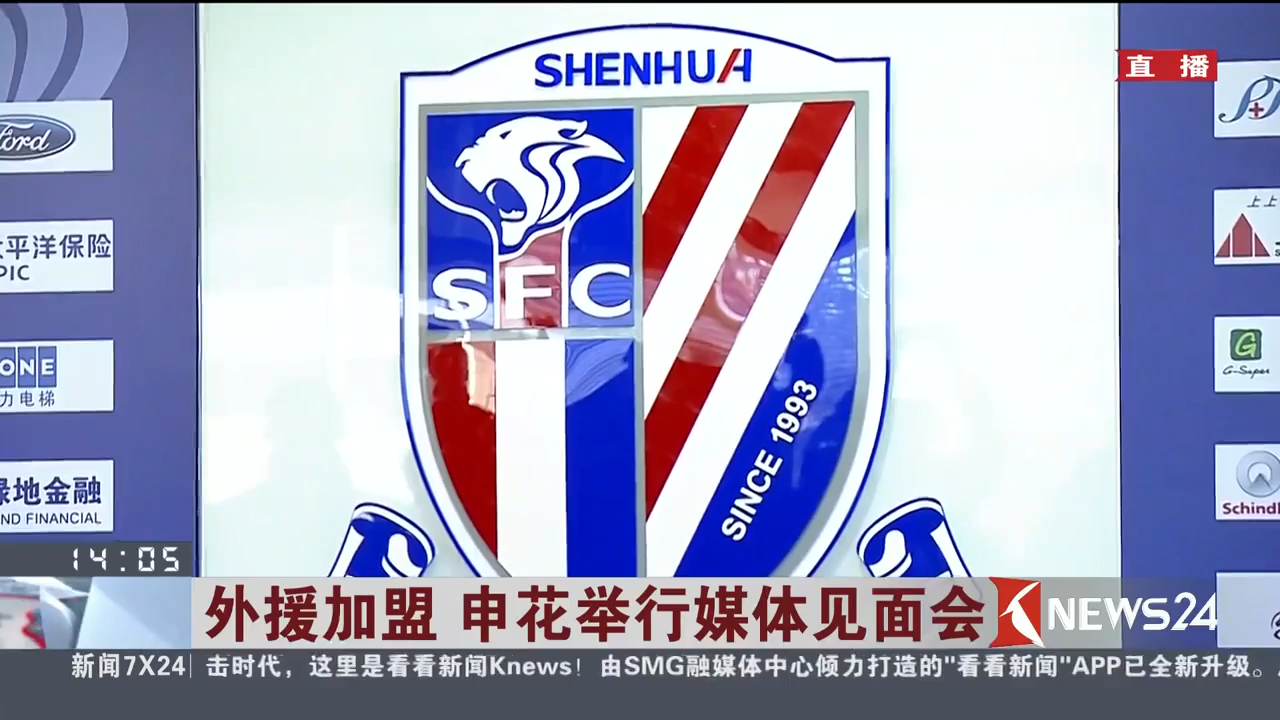 SHENHUA
直播
SFC
SINCE 1993
Ford
太平洋保险
PIC
ONE
力电梯
绿地金融
ND FINANCIAL
上上
G-Super
Schindl
14:05
外援加盟 申花举行媒体见面会
KNEWS24
新闻7X24
击时代，这里是看看新闻Knews！由SMG融媒体中心倾力打造的"看看新闻"APP已全新升级。